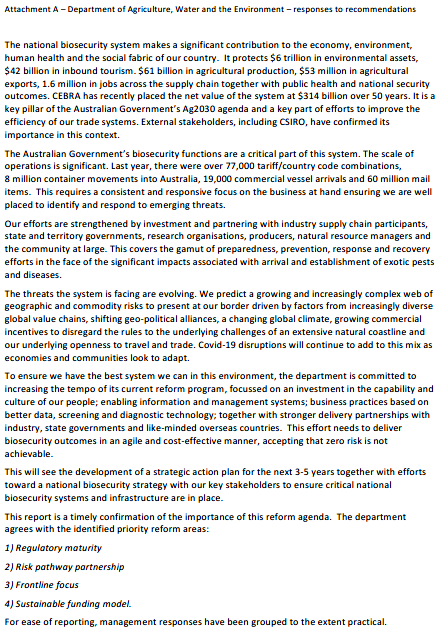 Attachment A – Department of Agriculture, Water and the Environment – responses to recommendations
The national biosecurity system makes a significant contribution to the economy, environment,
human health and the social fabric of our country.  It protects $6 trillion in environmental assets,
$42 billion in inbound tourism. $61 billion in agricultural production, $53 million in agricultural
exports, 1.6 million in jobs across the supply chain together with public health and national security
outcomes. CEBRA have recently placed the net value of the system at $314 billion over 50 years. It is a
key pillar of the Australian Government's Ag2030 agenda and a key part of efforts to improve the
efficiency of our trade systems. External stakeholders, including CSIRO, have confirmed its
importance in this context.
The Australian Government's biosecurity functions are a critical part of this system. The scale of
operations is significant. Last year, there were over 77,000 tariff/country code combinations,
8 million container movements into Australia, 19,000 commercial vessel arrivals and 60 million mail
items.  This requires a consistent and responsive focus on the business at hand ensuring we are well
placed to identify and respond to emerging threats.
Our efforts are strengthened by investment and partnering with industry supply chain participants,
state and territory governments, research organisations, producers, natural resource managers and
the community at large. This covers the gamut of preparedness, prevention, response and recovery
efforts in the face of the significant impacts associated with arrival and establishment of exotic pests
and diseases.
The threats the system is facing are evolving. We predict a growing and increasingly complex web of
geographic and commodity risks to present at our border driven by factors from increasingly diverse
global value chains, shifting geo-political alliances, a changing global climate, growing commercial
incentives to disregard the rules to the underlying challenges of an extensive natural coastline and
our underlying openness to travel and trade. Covid-19 disruptions will continue to add to this mix as
economies and communities look to adapt.
To ensure we have the best system we can in this environment, the department is committed to
increasing the tempo of its current reform program, focussed on an investment in the capability and
culture of our people; enabling information and management systems; business practices based on
better data, screening and diagnostic technology; together with stronger delivery partnerships with
industry, state governments and like-minded overseas countries.  This effort needs to deliver
biosecurity outcomes in an agile and cost-effective manner, accepting that zero risk is not
achievable.
This will see the development of a strategic action plan for the next 3-5 years together with efforts
toward a national biosecurity strategy with our key stakeholders to ensure critical national
biosecurity systems and infrastructure are in place.
This report is a timely confirmation of the importance of this reform agenda.  The department
agrees with the identified priority reform areas:
1) Regulatory maturity
2) Risk pathway partnership
3) Frontline focus
4) Sustainable funding model.
For ease of reporting, management responses have been grouped to the extent practical.